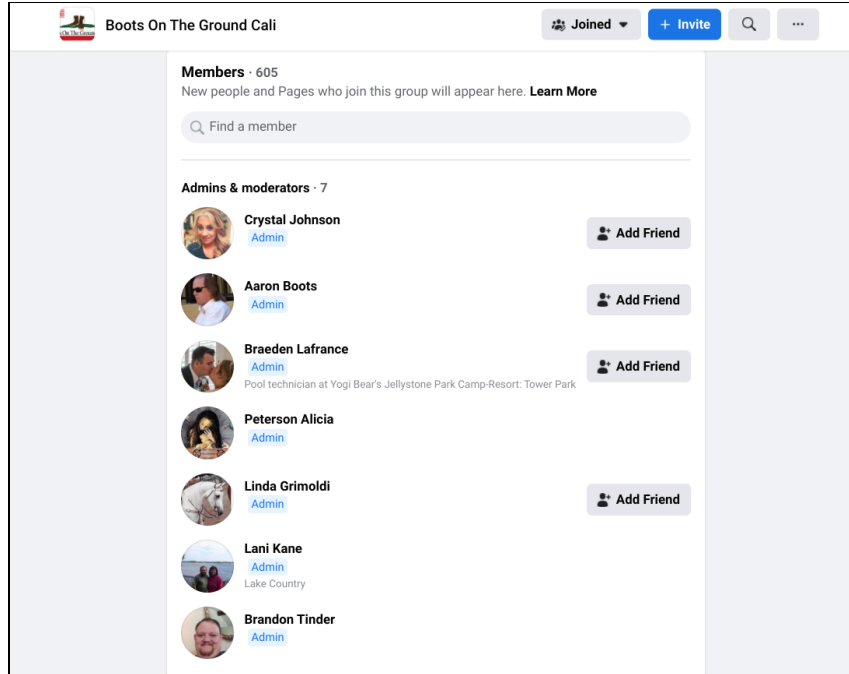 Boots On The Ground Cali
Joined
+ Invite
Members · 605
New people and Pages who join this group will appear here. Learn More
Find a member
Admins & moderators · 7
Crystal Johnson
Admin
Add Friend
Aaron Boots
Admin
Add Friend
Braeden Lafrance
Admin
Pool technician at Yogi Bear's Jellystone Park Camp-Resort: Tower Park
Add Friend
Peterson Alicia
Admin
Linda Grimoldi
Admin
Add Friend
Lani Kane
Admin
Lake Country
Brandon Tinder
Admin